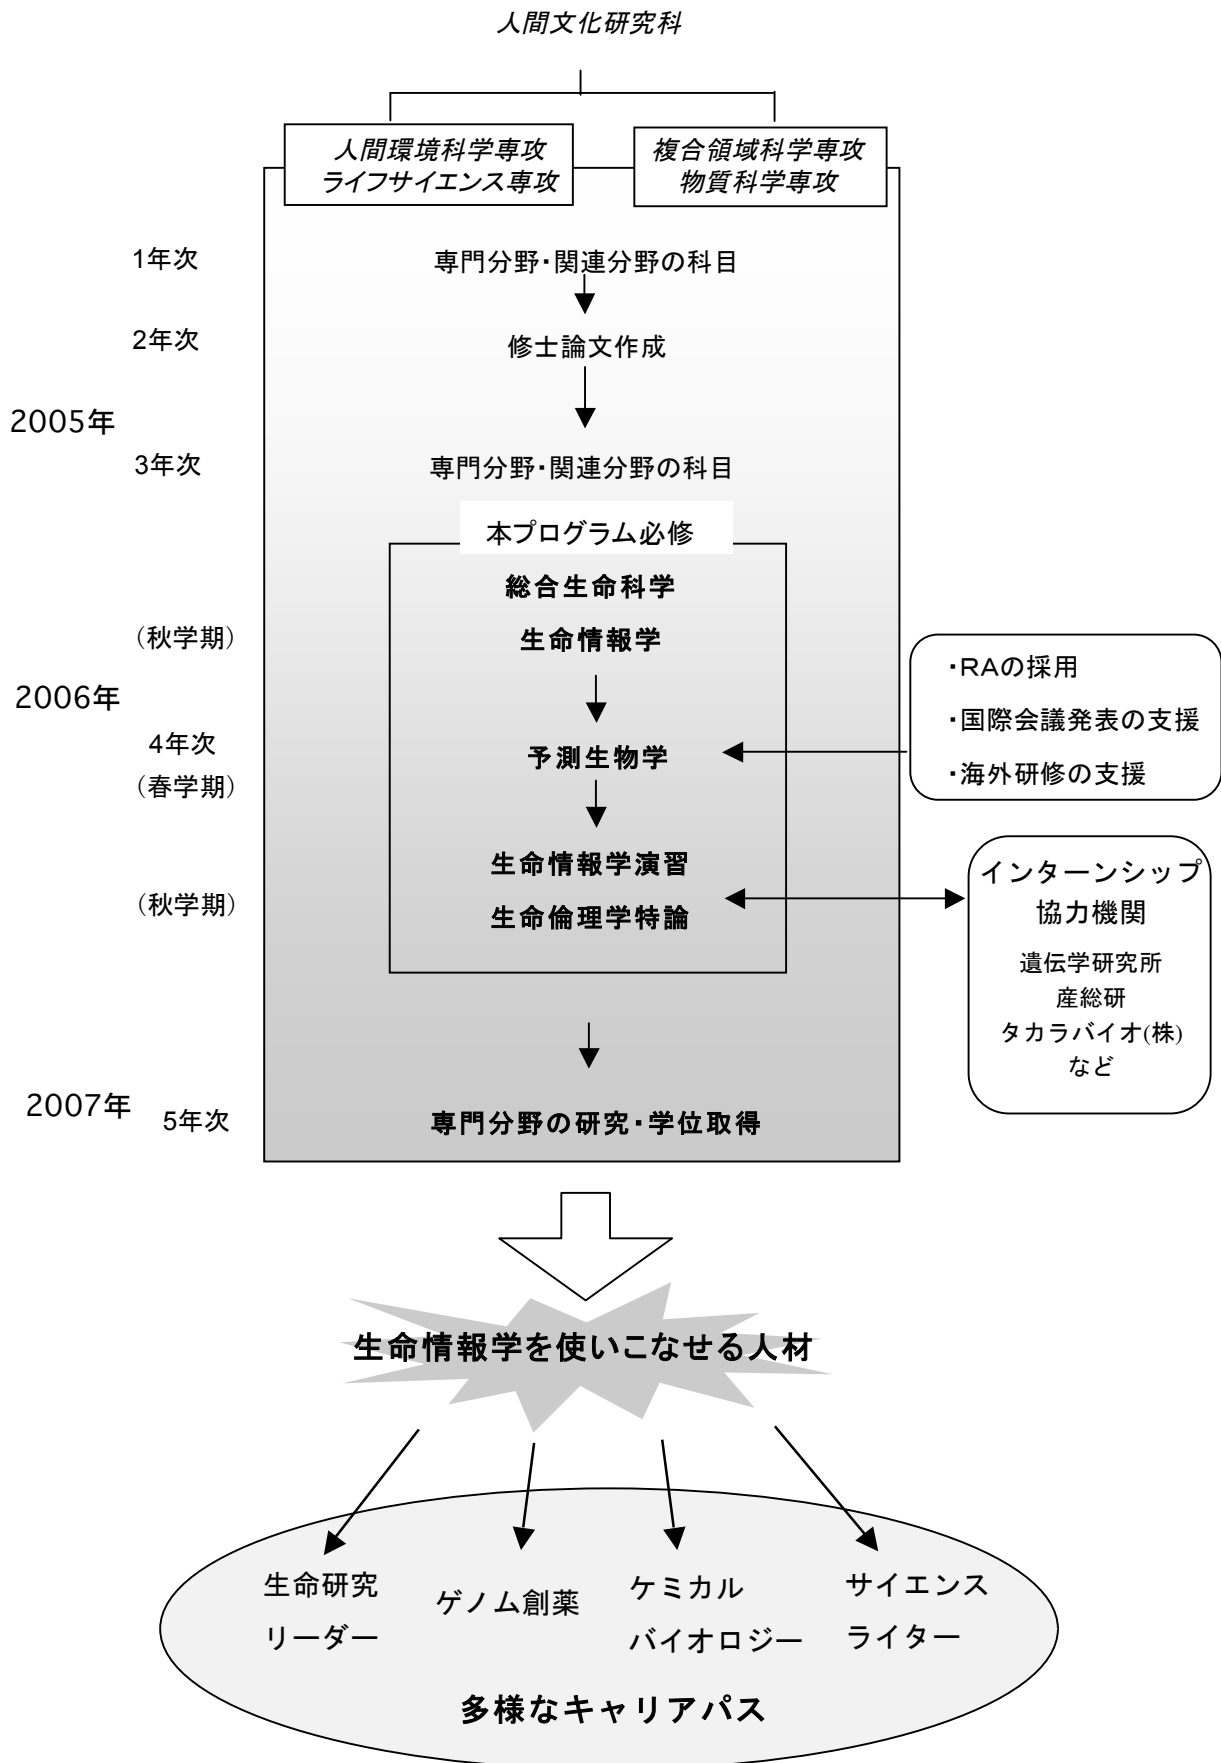 人間文化研究科
人間環境科学専攻
ライフサイエンス専攻
複合領域科学専攻
物質科学専攻
1年次
専門分野・関連分野の科目
2年次
修士論文作成
2005年
3年次
専門分野・関連分野の科目
本プログラム必修
総合生命科学
(秋学期)
生命情報学
2006年
4年次
(春学期)
予測生物学
・RAの採用
・国際会議発表の支援
・海外研修の支援
生命情報学演習
(秋学期)
生命倫理学特論
インターンシップ
協力機関
遺伝学研究所
産総研
タカラバイオ(株)
など
2007年
5年次
専門分野の研究・学位取得
生命情報学を使いこなせる人材
生命研究
リーダー
ゲノム創薬
ケミカル
バイオロジー
サイエンス
ライター
多様なキャリアパス